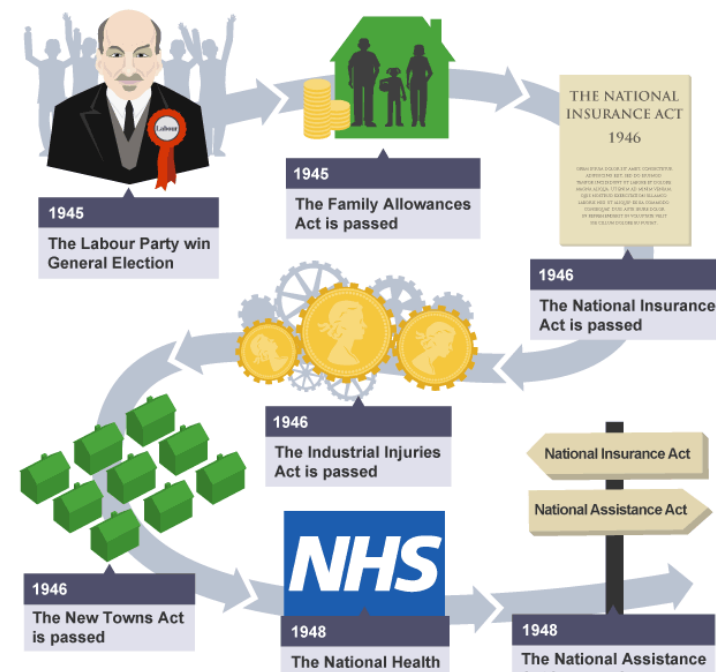 Labour
1945
The Labour Party win
General Election
1945
The Family Allowances
Act is passed
THE NATIONAL
INSURANCE ACT
1946
1946
The National Insurance
Act is passed
1946
The Industrial Injuries
Act is passed
1946
The New Towns Act
is passed
NHS
1948
The National Health
National Insurance Act
National Assistance Act
1948
The National Assistance